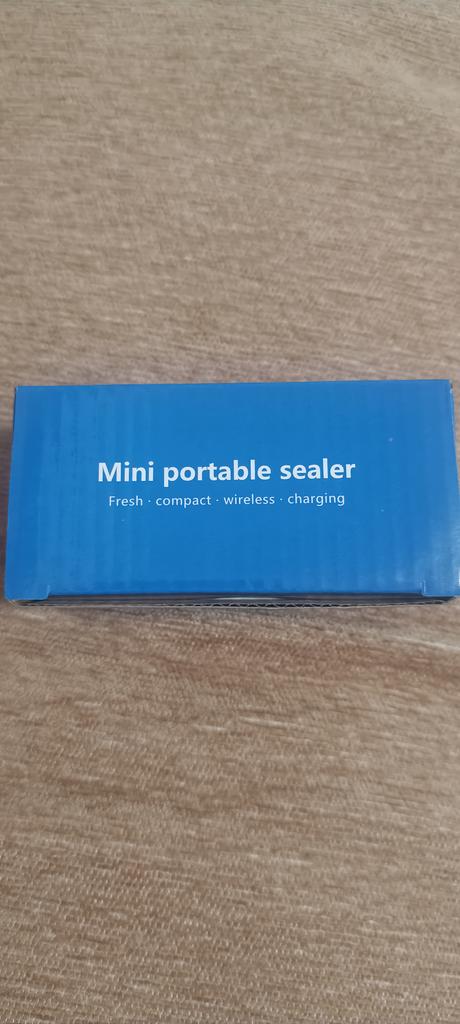 Mini portable sealer
Fresh · compact · wireless · charging